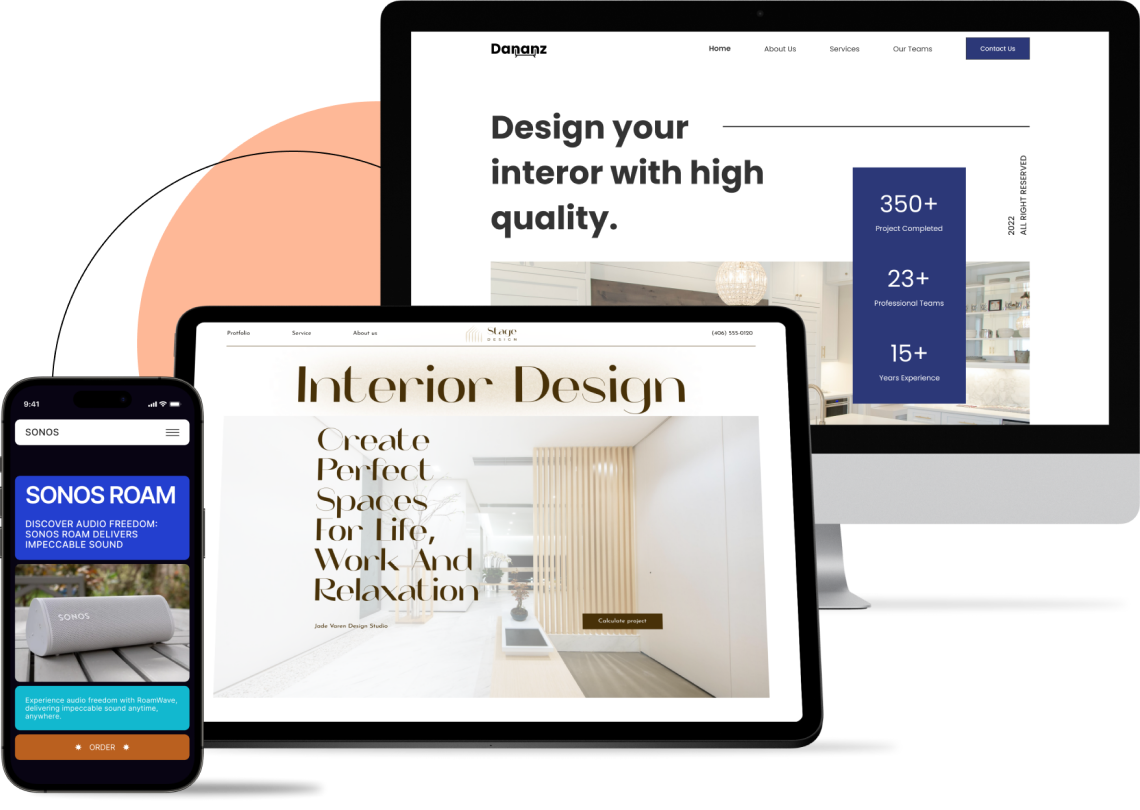 Dananz
Home
About Us
Services
Our Teams
Contact Us
Design your
interor with high
quality.
350+
Project Completed
23+
Professional Teams
15+
Years Experience
2022
ALL RIGHT RESERVED
Protfolio
Service
About us
Stage
DESIGN
(406) 555-0120
Interior Design
Create
Perfect
Spaces
For Life,
Work And
Relaxation
Jade Varen Design Studio
Calculate project
9:41
SONOS
SONOS ROAM
DISCOVER AUDIO FREEDOM:
SONOS ROAM DELIVERS
IMPECCABLE SOUND
SONOS
Experience audio freedom with RoamWave,
delivering impeccable sound anytime,
anywhere.
ORDER